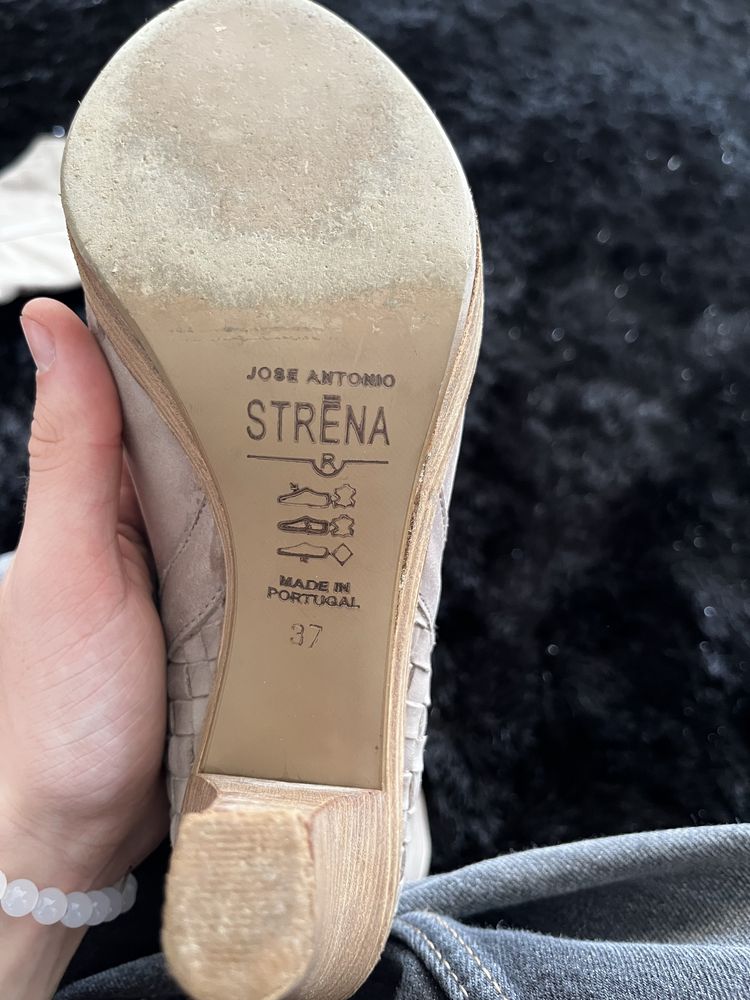 JOSE ANTONIO
STRĒNA
R
MADE IN
PORTUGAL
37